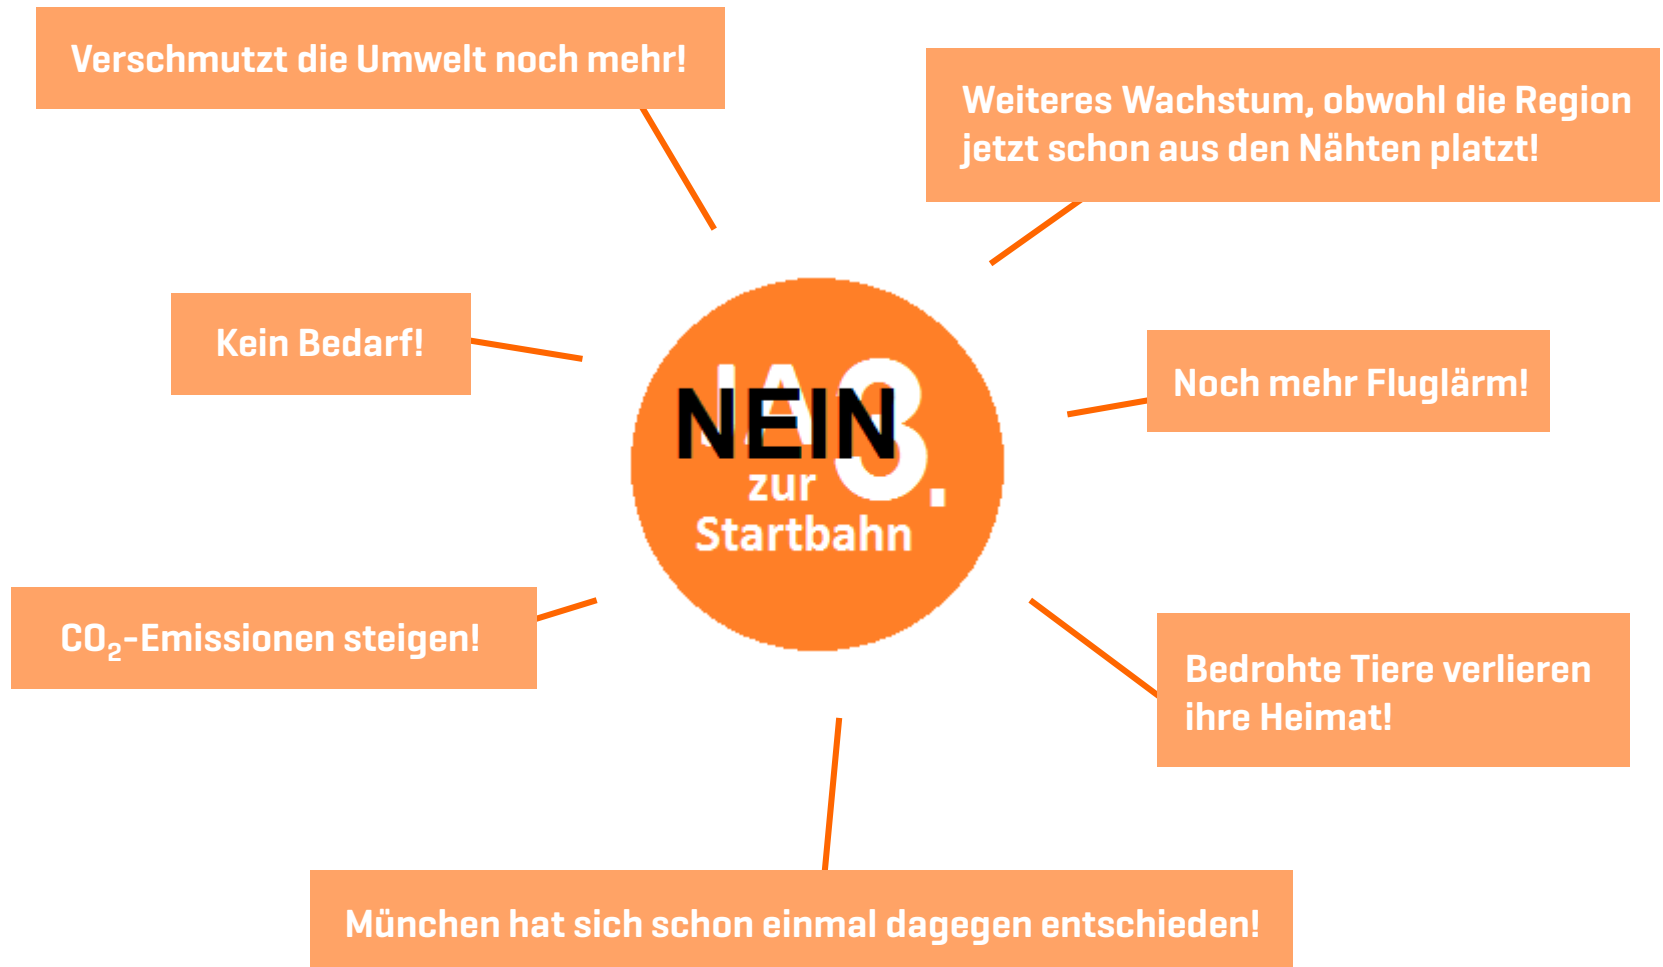 Verschmutzt die Umwelt noch mehr!
Weiteres Wachstum, obwohl die Region
jetzt schon aus den Nähten platzt!
Kein Bedarf!
Noch mehr Fluglärm!
JA 3.
NEIN
zur
Startbahn
CO₂-Emissionen steigen!
Bedrohte Tiere verlieren
ihre Heimat!
München hat sich schon einmal dagegen entschieden!